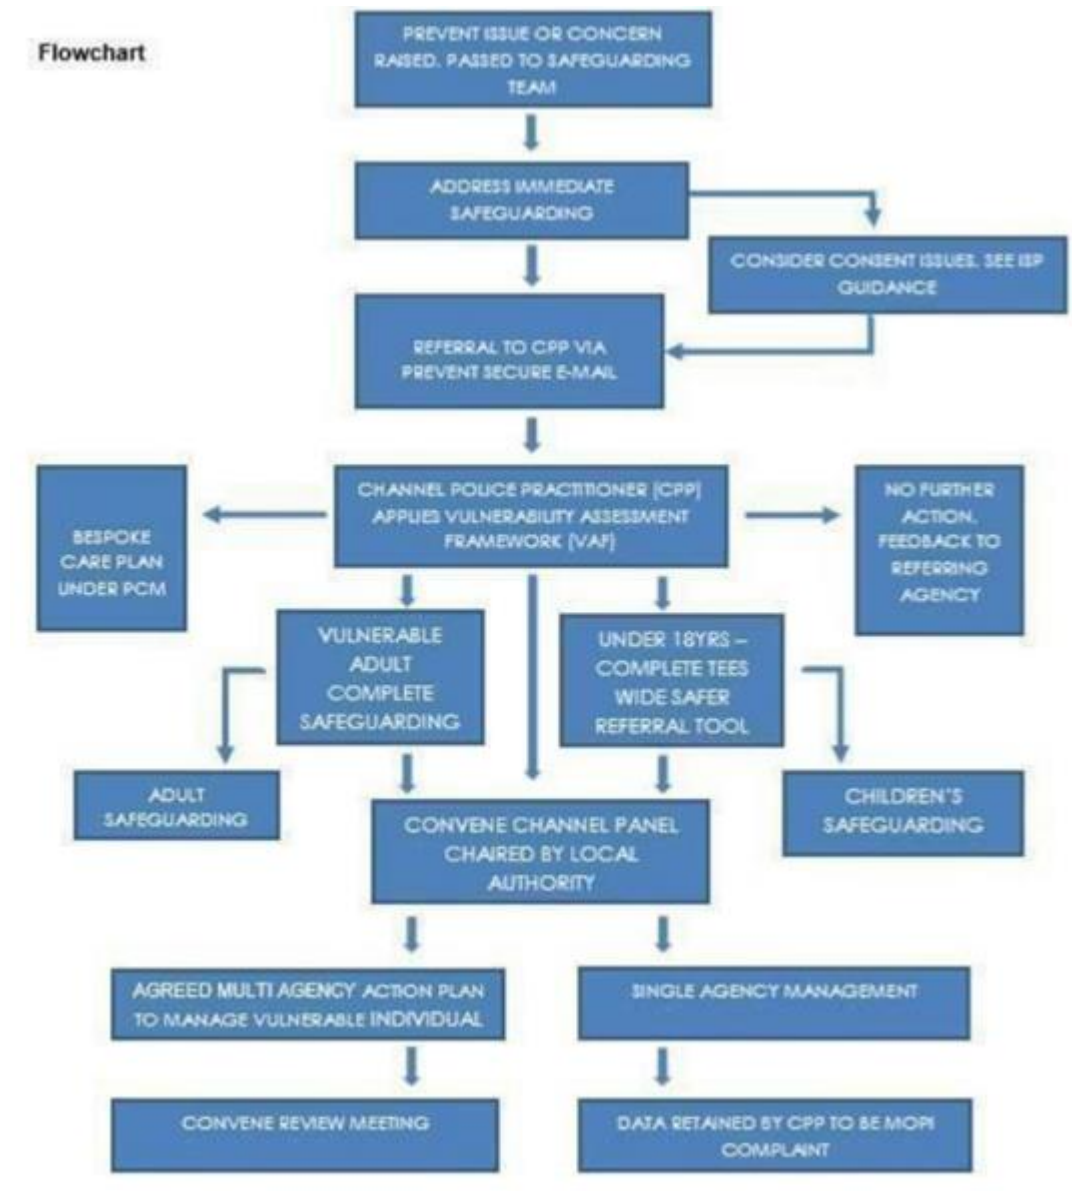 Flowchart
PREVENT ISSUE OR CONCERN
RAISED. PASSED TO SAFEGUARDING
TEAM
ADDRESS IMMEDIATE
SAFEGUARDING
CONSIDER CONSENT ISSUES. SEE ISP
GUIDANCE
REFERRAL TO CPP VIA
PREVENT SECURE E-MAIL
BESPOKE
CARE PLAN
UNDER PCM
CHANNEL POLICE PRACTITIONER (CPP)
APPLIES VULNERABILITY ASSESSMENT
FRAMEWORK (VAF)
NO FURTHER
ACTION.
FEEDBACK TO
REFERRING
AGENCY
VULNERABLE
ADULT
COMPLETE
SAFEGUARDING
UNDER 18YRS –
COMPLETE TEES
WIDE SAFER
REFERRAL TOOL
ADULT
SAFEGUARDING
CONVENE CHANNEL PANEL
CHAIRED BY LOCAL
AUTHORITY
CHILDREN'S
SAFEGUARDING
AGREED MULTI AGENCY ACTION PLAN
TO MANAGE VULNERABLE INDIVIDUAL
SINGLE AGENCY MANAGEMENT
CONVENE REVIEW MEETING
DATA RETAINED BY CPP TO BE MOPI
COMPLAINT